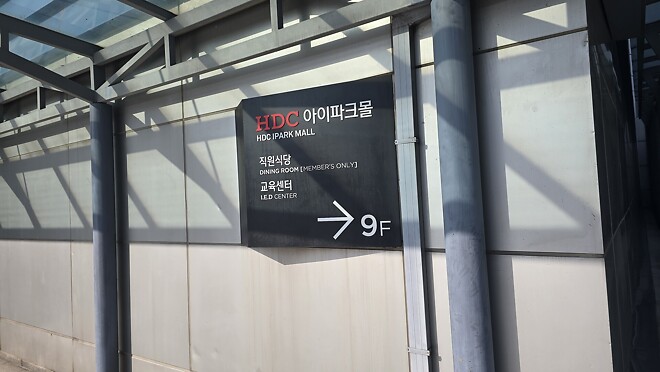 HDC 아이파크몰
HDC IPARK MALL
직원식당
DINING ROOM [MEMBER'S ONLY]
교육센터
I.E.D CENTER
→ 9F